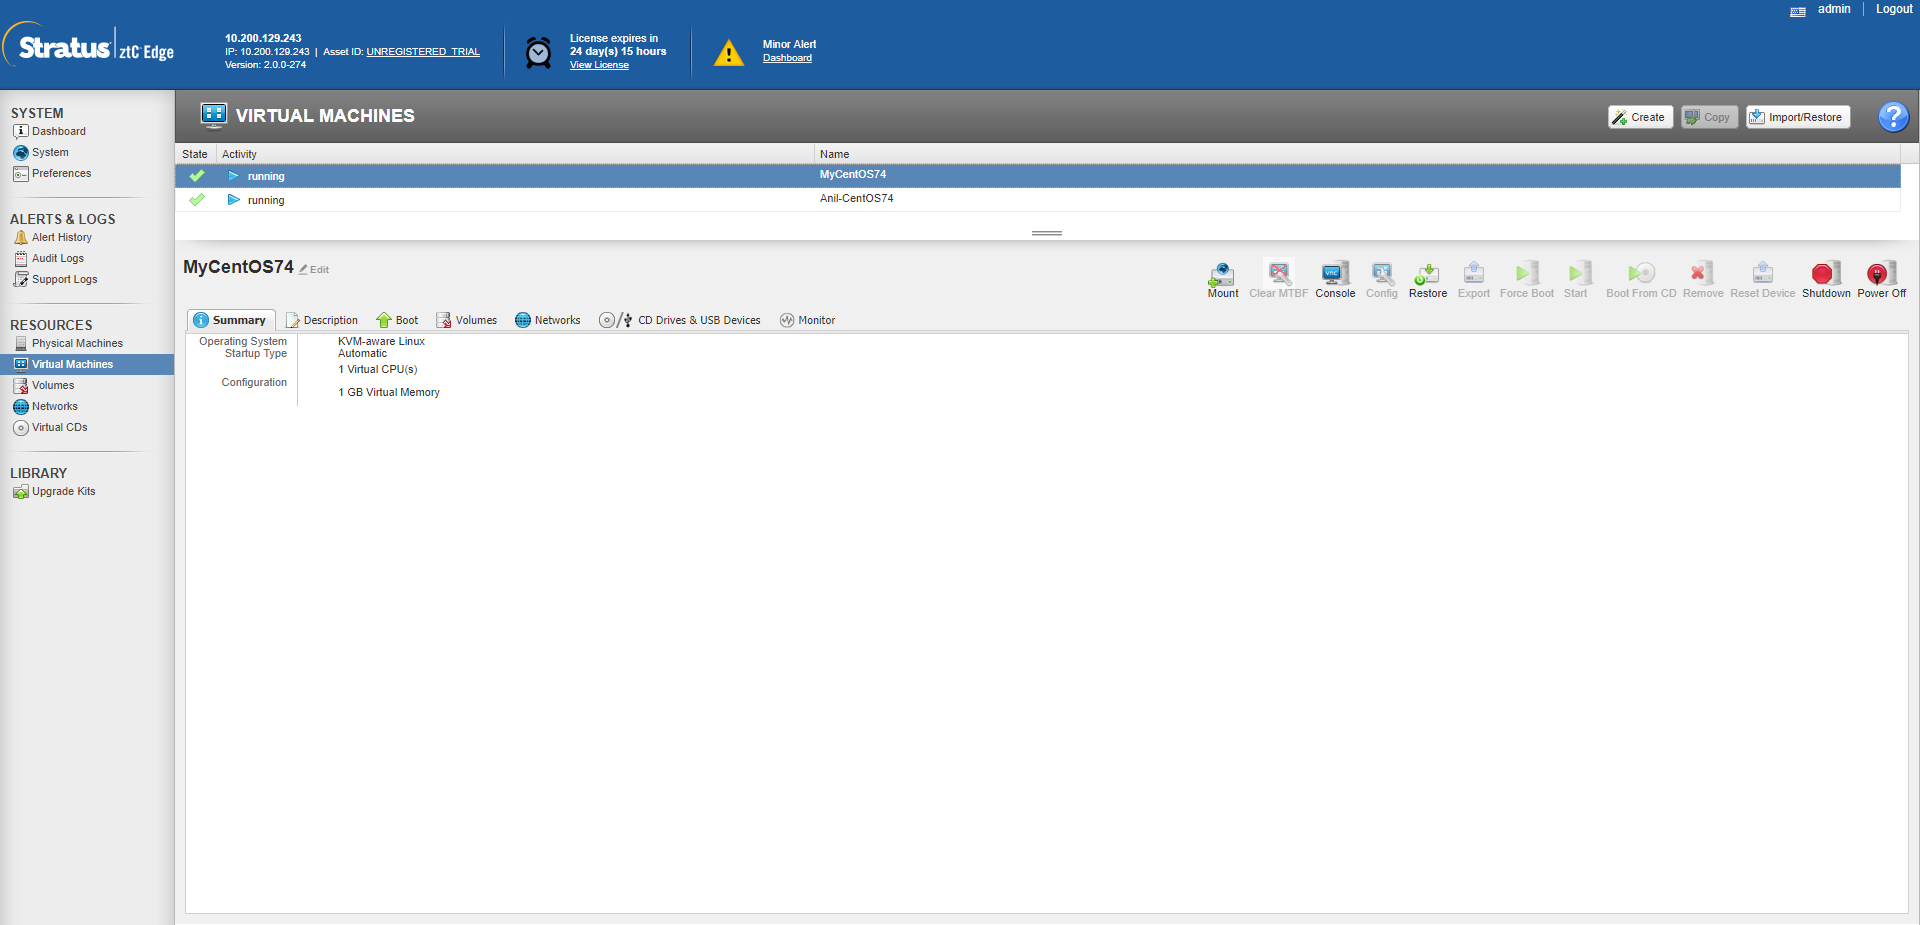 admin | Logout
Stratus | ztC Edge
10.200.129.243
IP: 10.200.129.243 | Asset ID: UNREGISTERED_TRIAL
Version: 2.0.0-274
License expires in
24 day(s) 15 hours
View License
Minor Alert
Dashboard
SYSTEM
Dashboard
System
Preferences
ALERTS & LOGS
Alert History
Audit Logs
Support Logs
RESOURCES
Physical Machines
Virtual Machines
Volumes
Networks
Virtual CDs
LIBRARY
Upgrade Kits
VIRTUAL MACHINES
Create Copy Import/Restore ?
State Activity Name
running MyCentOS74
running Anil-CentOS74
MyCentOS74 Edit
Mount Clear MTBF Console Config Restore Export Force Boot Start Boot From CD Remove Reset Device Shutdown Power Off
Summary Description Boot Volumes Networks CD Drives & USB Devices Monitor
Operating System KVM-aware Linux
Startup Type Automatic
Configuration 1 Virtual CPU(s)
1 GB Virtual Memory